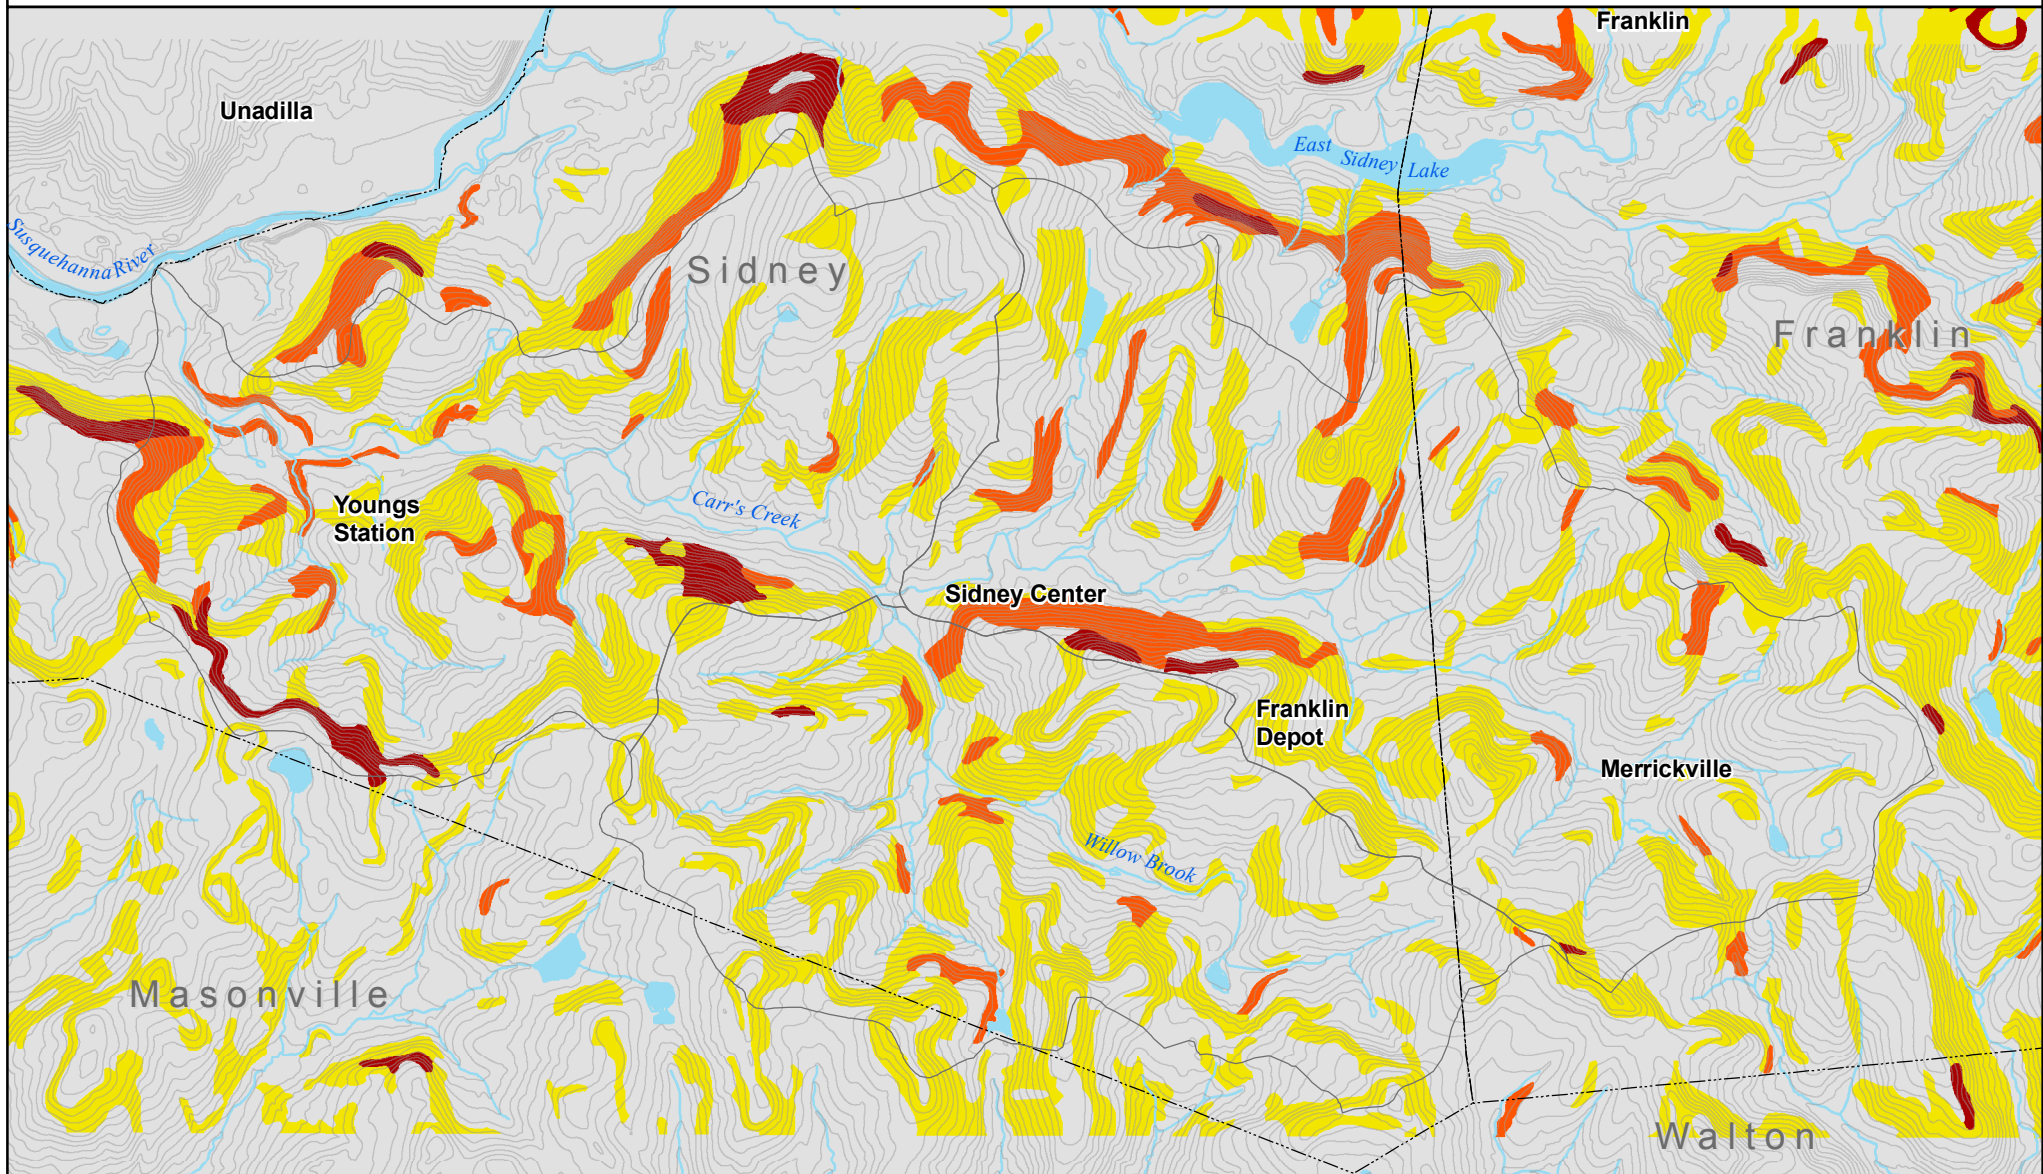 Franklin
Unadilla
East Sidney Lake
Susquehanna River
Sidney
Franklin
Youngs
Station
Carr's Creek
Sidney Center
Franklin
Depot
Merrickville
Willow Brook
Masonville
Walton